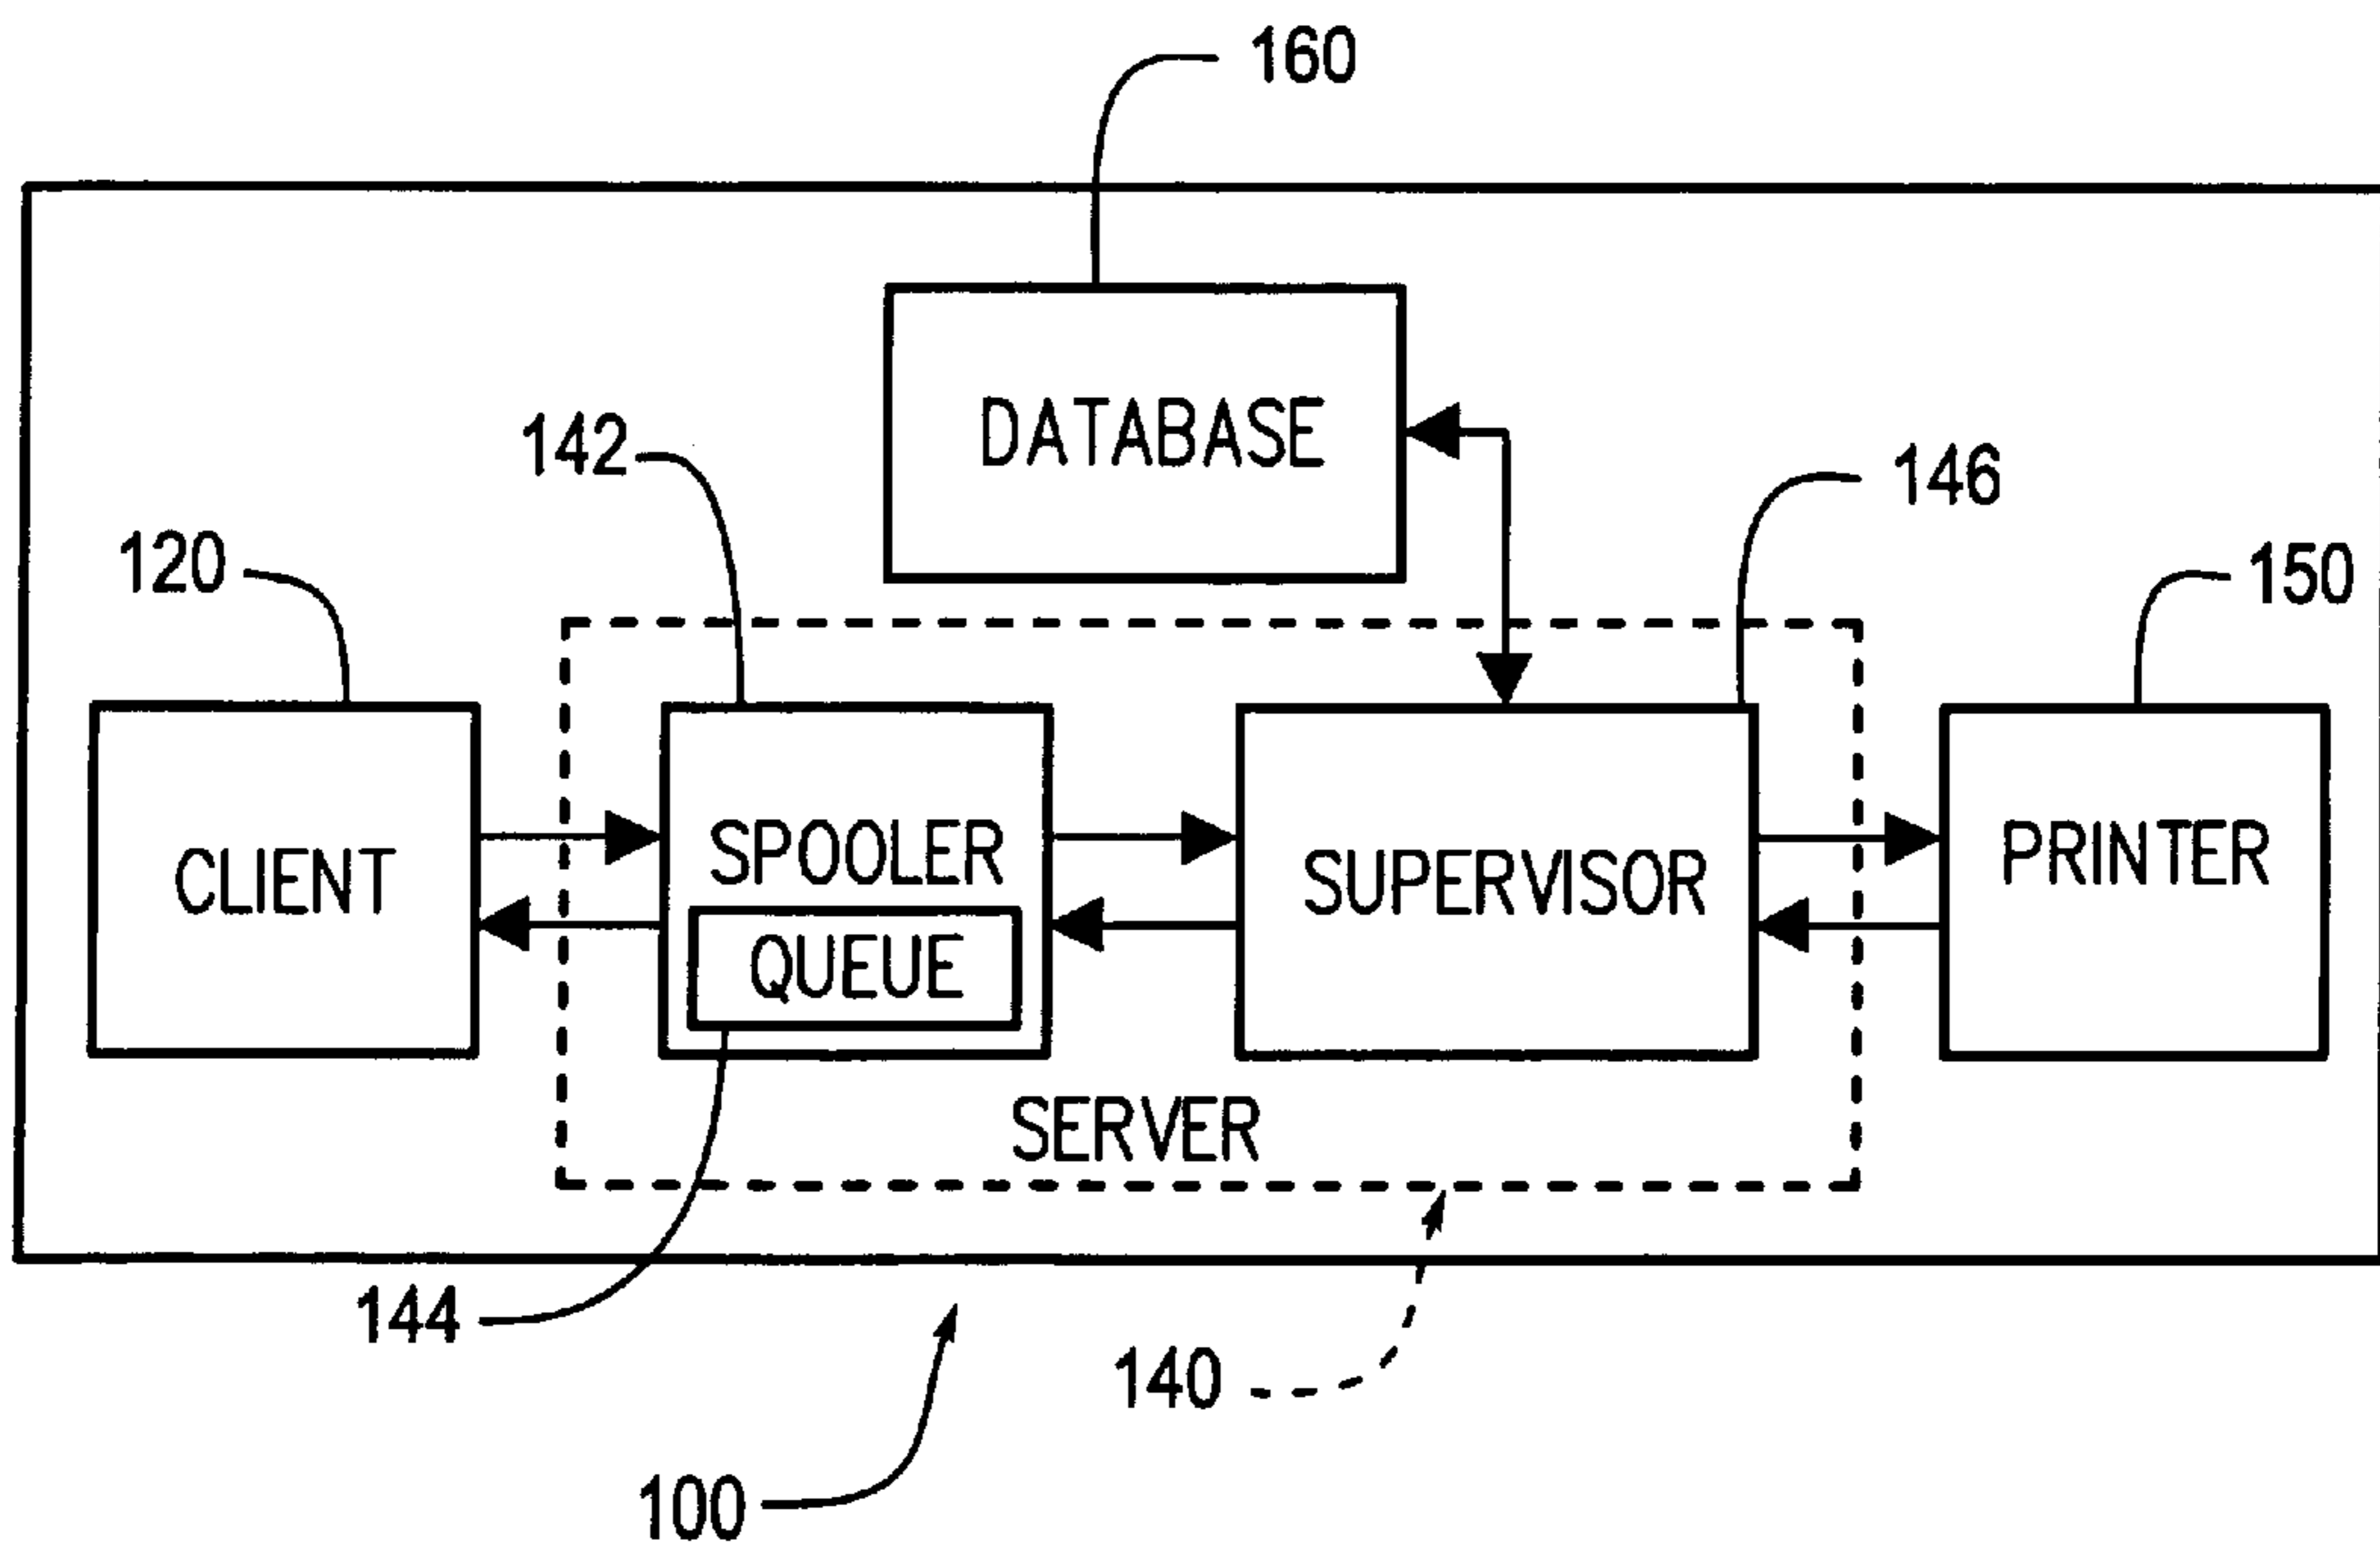 160
DATABASE
142
146
120
150
CLIENT
SPOOLER
QUEUE
SUPERVISOR
PRINTER
SERVER
144
140
100